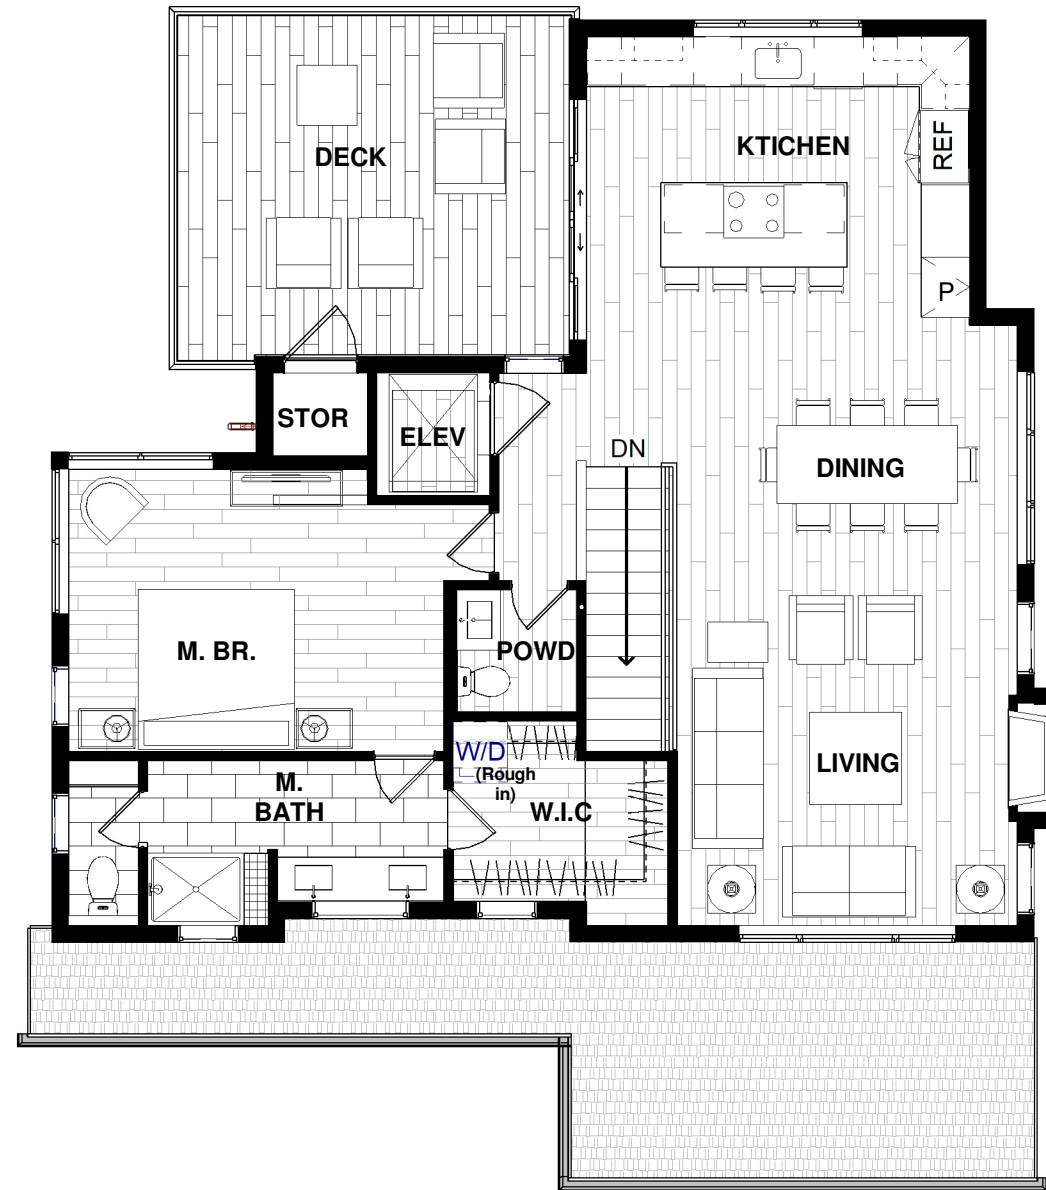 DECK
KTICHEN
REF
P
STOR
ELEV
DN
DINING
M. BR.
POWD
W/D
(Rough
in)
LIVING
M.
BATH
W.I.C